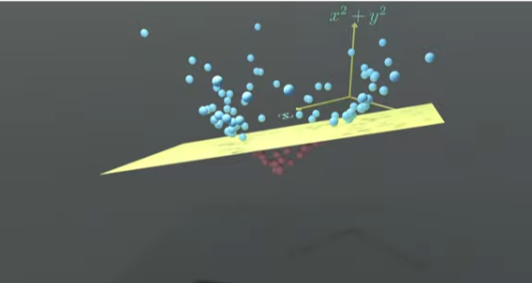 x² + y²